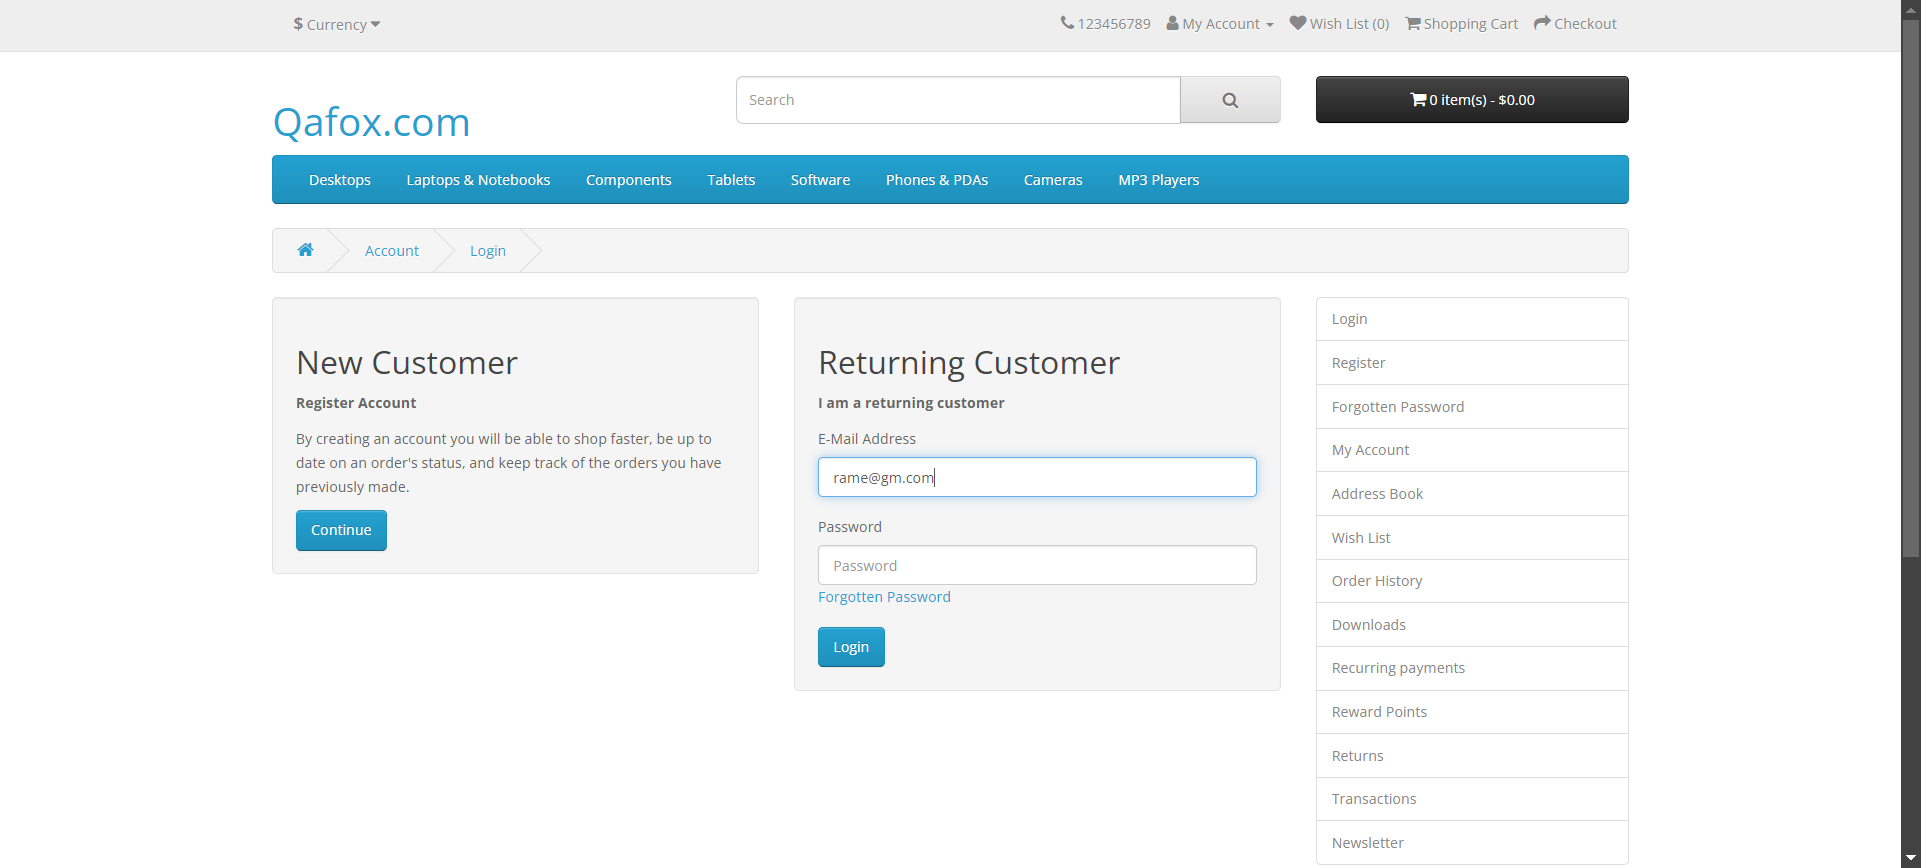 $ Currency
123456789 My Account Wish List (0) Shopping Cart Checkout
Qafox.com
Search
0 item(s) - $0.00
Desktops Laptops & Notebooks Components Tablets Software Phones & PDAs Cameras MP3 Players
Account Login
New Customer
Register Account
By creating an account you will be able to shop faster, be up to
date on an order's status, and keep track of the orders you have
previously made.
Continue
Returning Customer
I am a returning customer
E-Mail Address
rame@gm.com
Password
Password
Forgotten Password
Login
Login
Register
Forgotten Password
My Account
Address Book
Wish List
Order History
Downloads
Recurring payments
Reward Points
Returns
Transactions
Newsletter